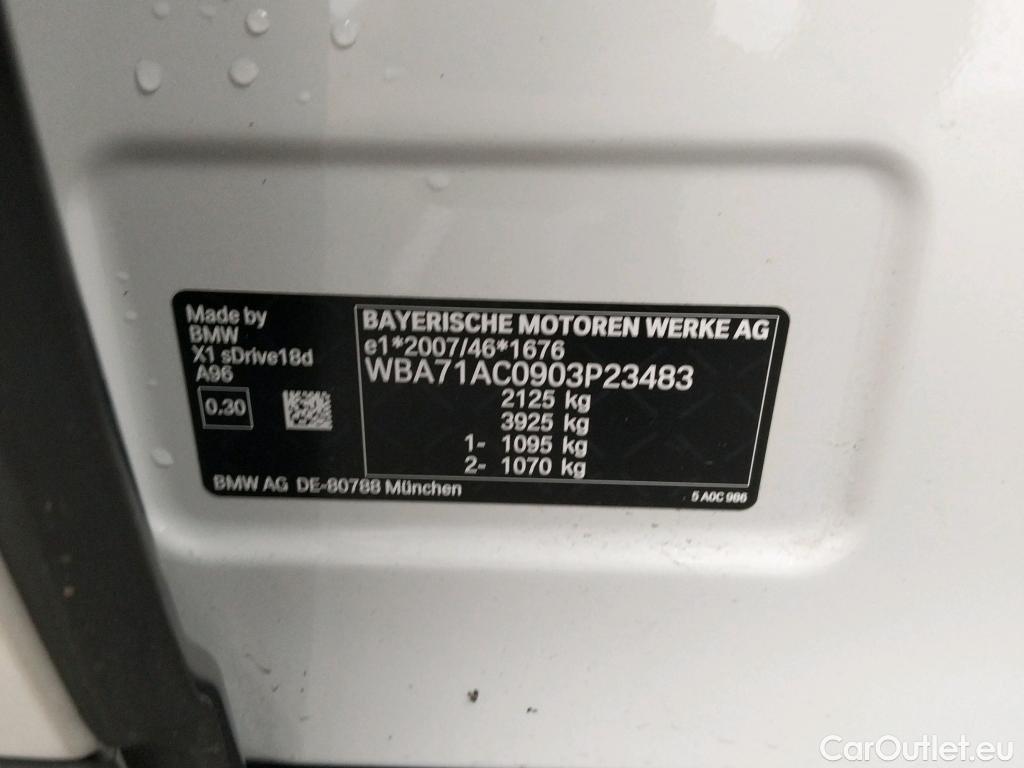 Made by
BMW
X1 sDrive18d
A96
0.30
BAYERISCHE MOTOREN WERKE AG
e1*2007/46*1676
WBA71AC0903P23483
2125 kg
3925 kg
1- 1095 kg
2- 1070 kg
BMW AG DE-80788 München
5 A0C 986
CarOutlet.eu